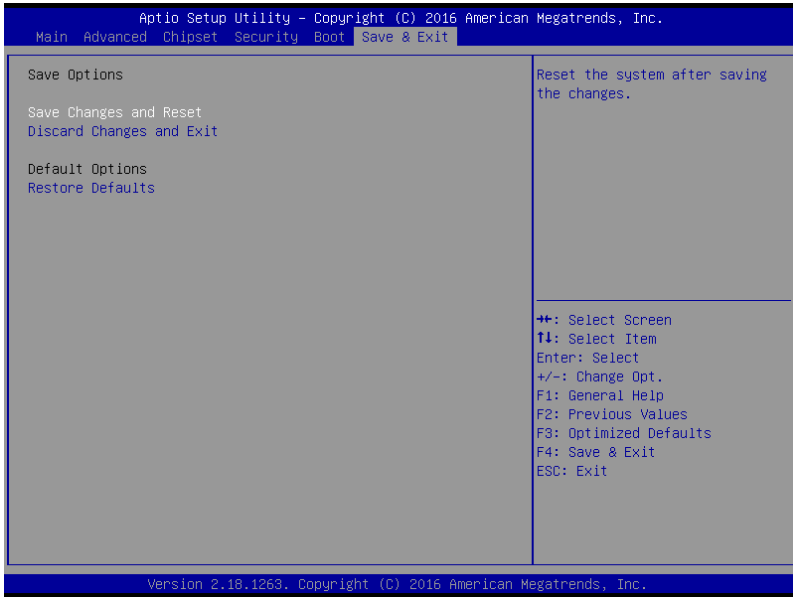 Aptio Setup Utility – Copyright (C) 2016 American Megatrends, Inc.
Main Advanced Chipset Security Boot Save & Exit
Save Options
Save Changes and Reset
Discard Changes and Exit
Default Options
Restore Defaults
Reset the system after saving
the changes.
→←: Select Screen
↑↓: Select Item
Enter: Select
+/-: Change Opt.
F1: General Help
F2: Previous Values
F3: Optimized Defaults
F4: Save & Exit
ESC: Exit
Version 2.18.1263. Copyright (C) 2016 American Megatrends, Inc.